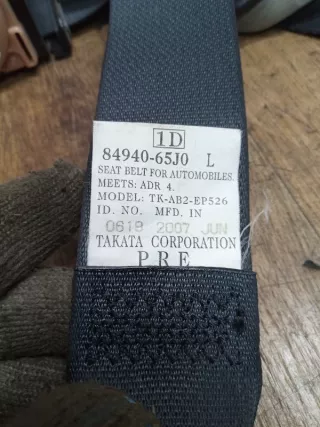 1D
84940-65J0 L
SEAT BELT FOR AUTOMOBILES.
MEETS: ADR 4.
MODEL: TK-AB2-EP526
ID. NO. MFD. IN
0619 2007 JUN
TAKATA CORPORATION
PRE